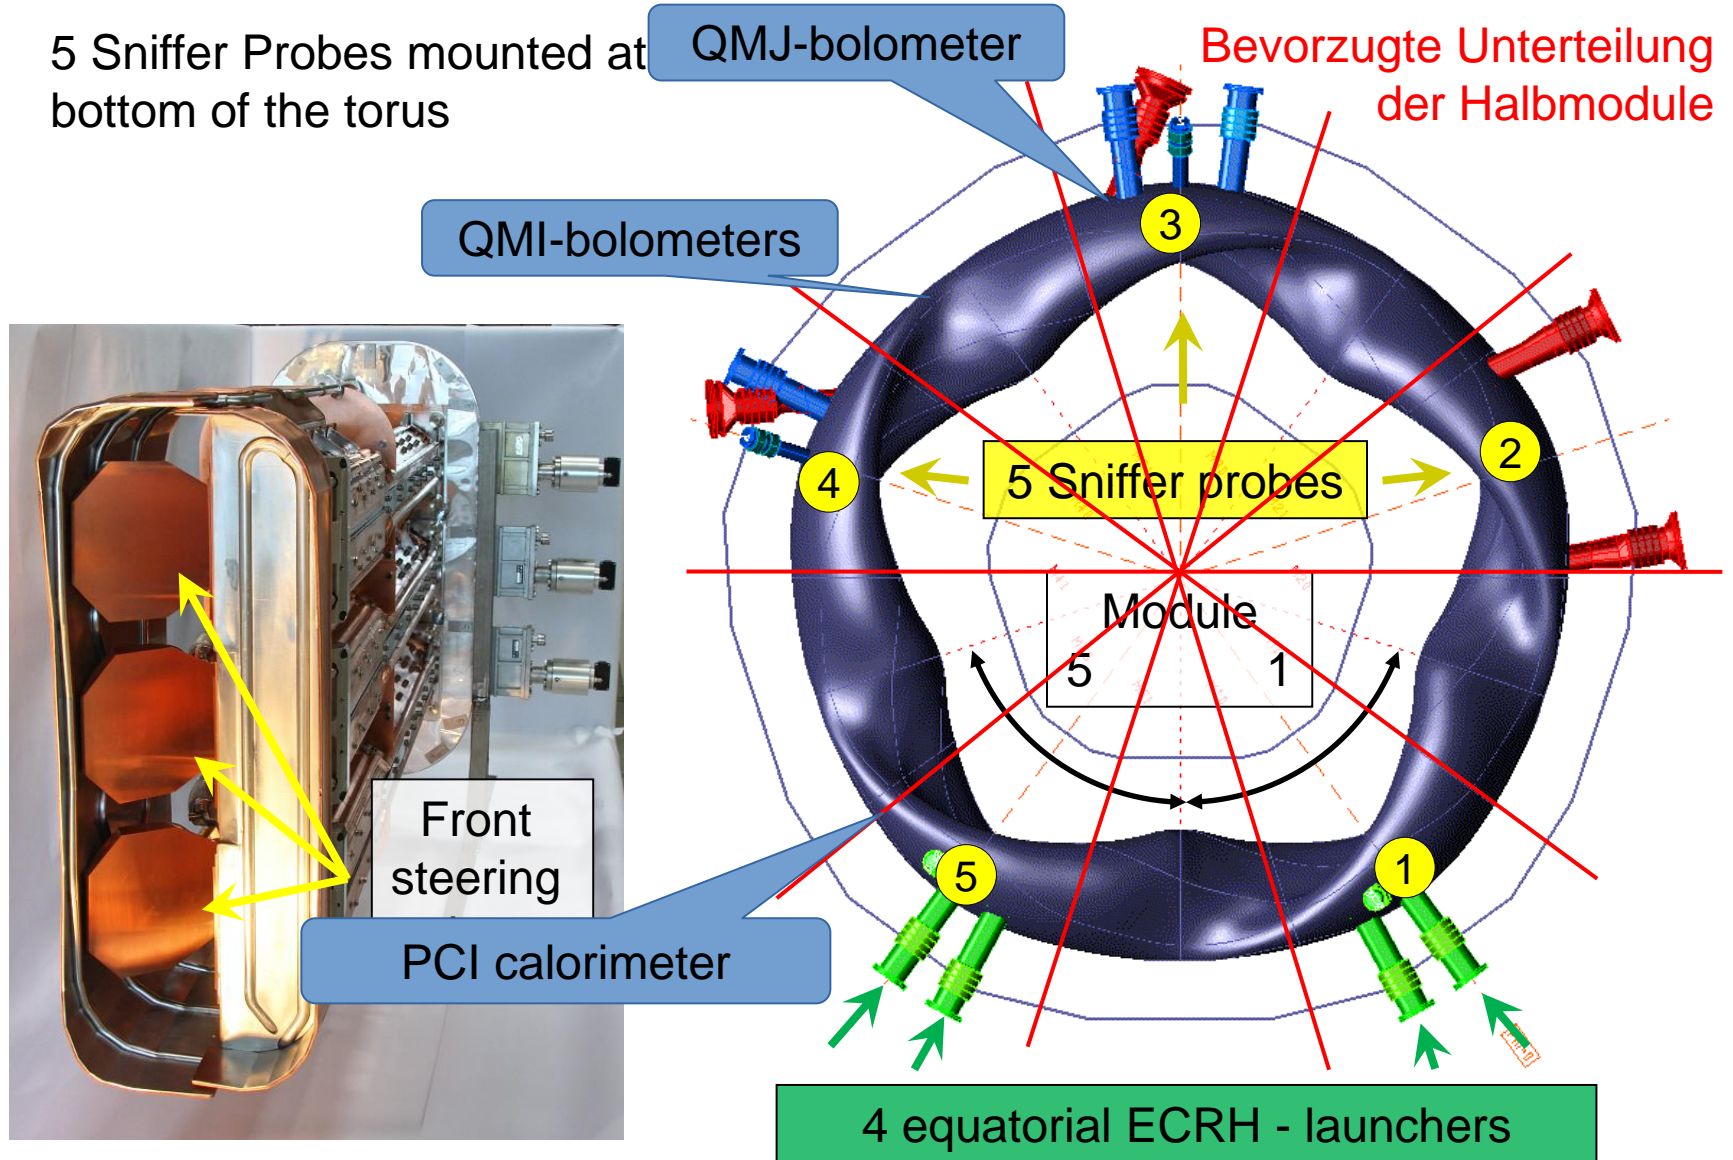 5 Sniffer Probes mounted at
bottom of the torus
QMJ-bolometer
Bevorzugte Unterteilung
der Halbmodule
QMI-bolometers
3
2
4
5 Sniffer probes
Module
5 1
Front
steering
PCI calorimeter
5
1
4 equatorial ECRH - launchers